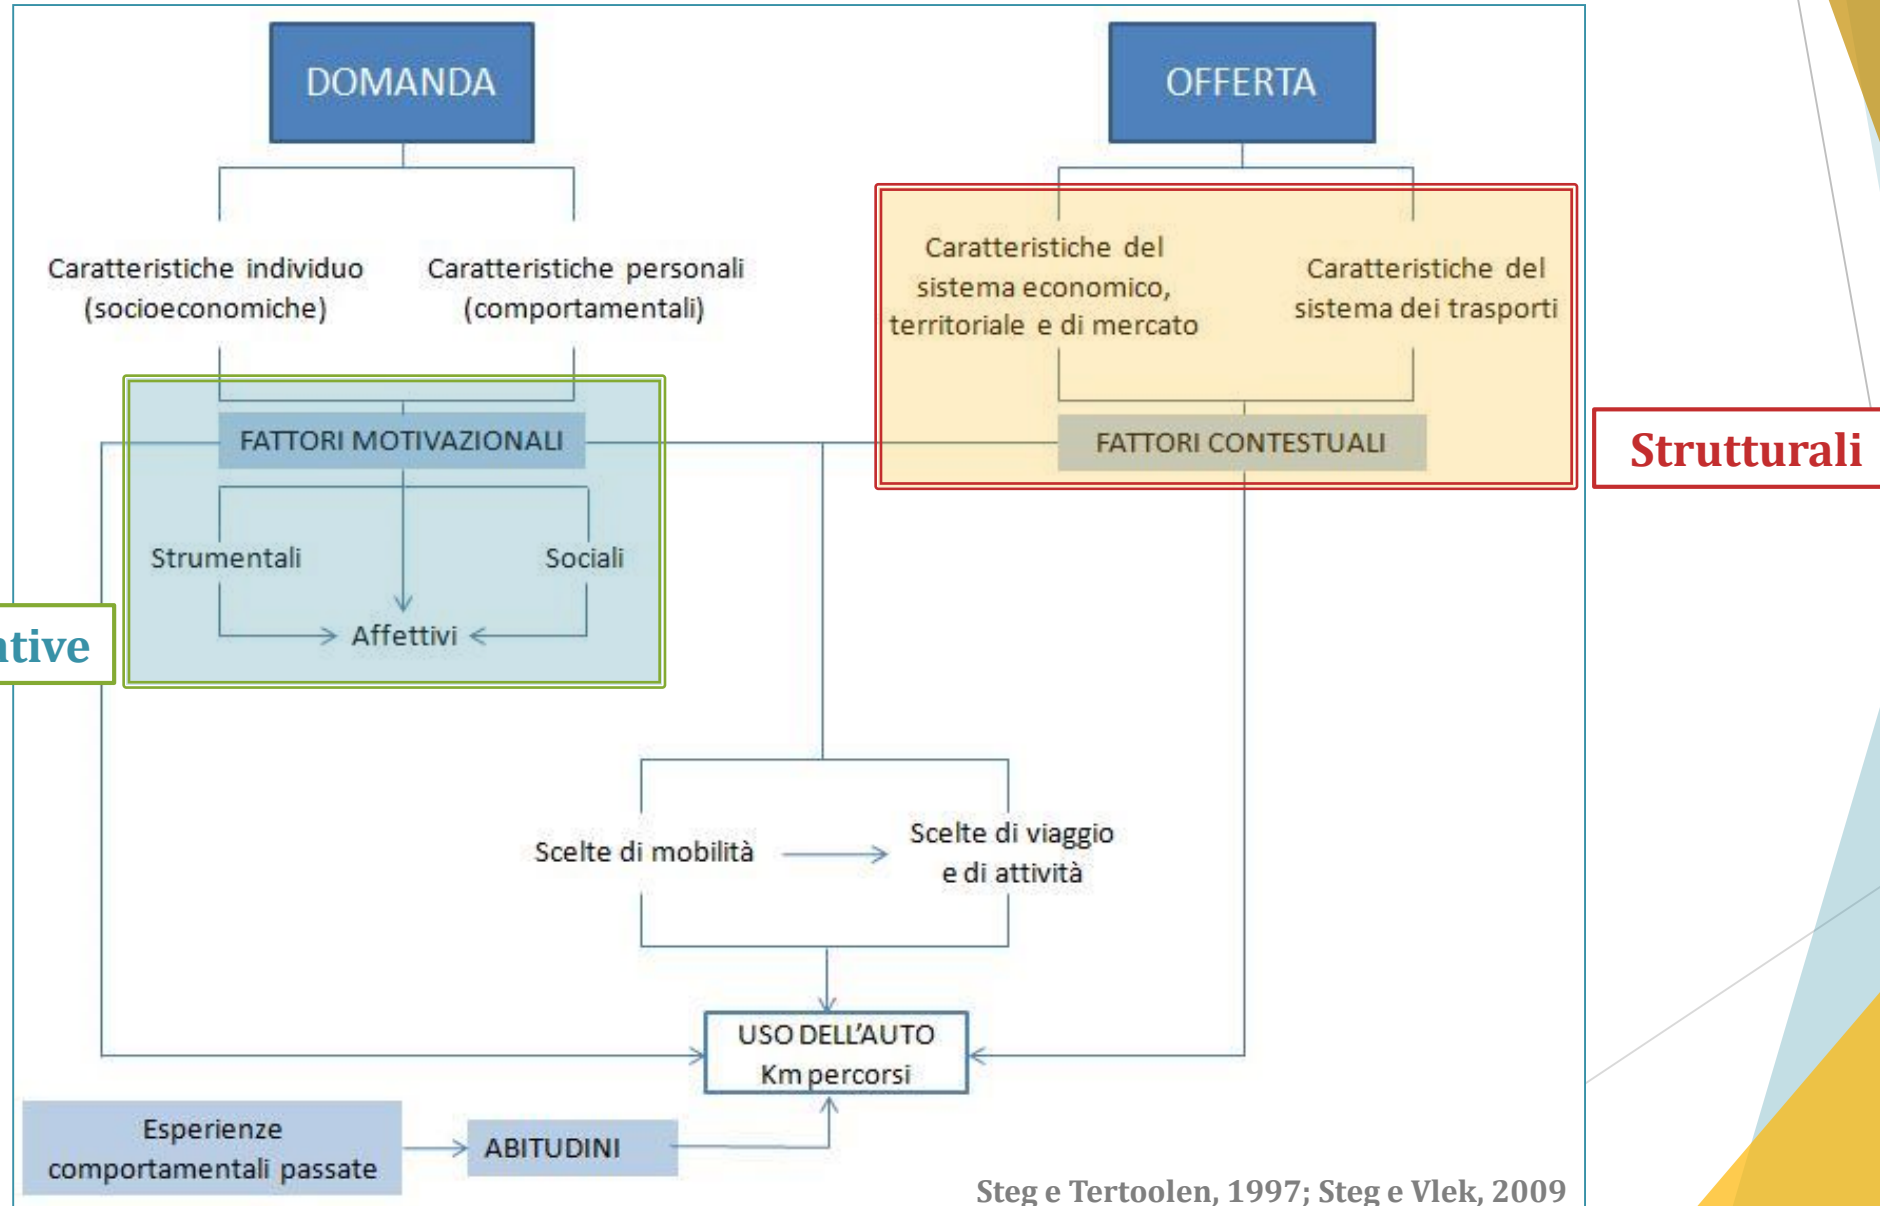 DOMANDA
OFFERTA
Caratteristiche individuo
(socioeconomiche)
Caratteristiche personali
(comportamentali)
Caratteristiche del
sistema economico,
territoriale e di mercato
Caratteristiche del
sistema dei trasporti
FATTORI MOTIVAZIONALI
FATTORI CONTESTUALI
Strutturali
Strumentali
Sociali
Affettivi
Scelte di mobilità
Scelte di viaggio
e di attività
USO DELL'AUTO
Km percorsi
Esperienze
comportamentali passate
ABITUDINI
Steg e Tertoolen, 1997; Steg e Vlek, 2009